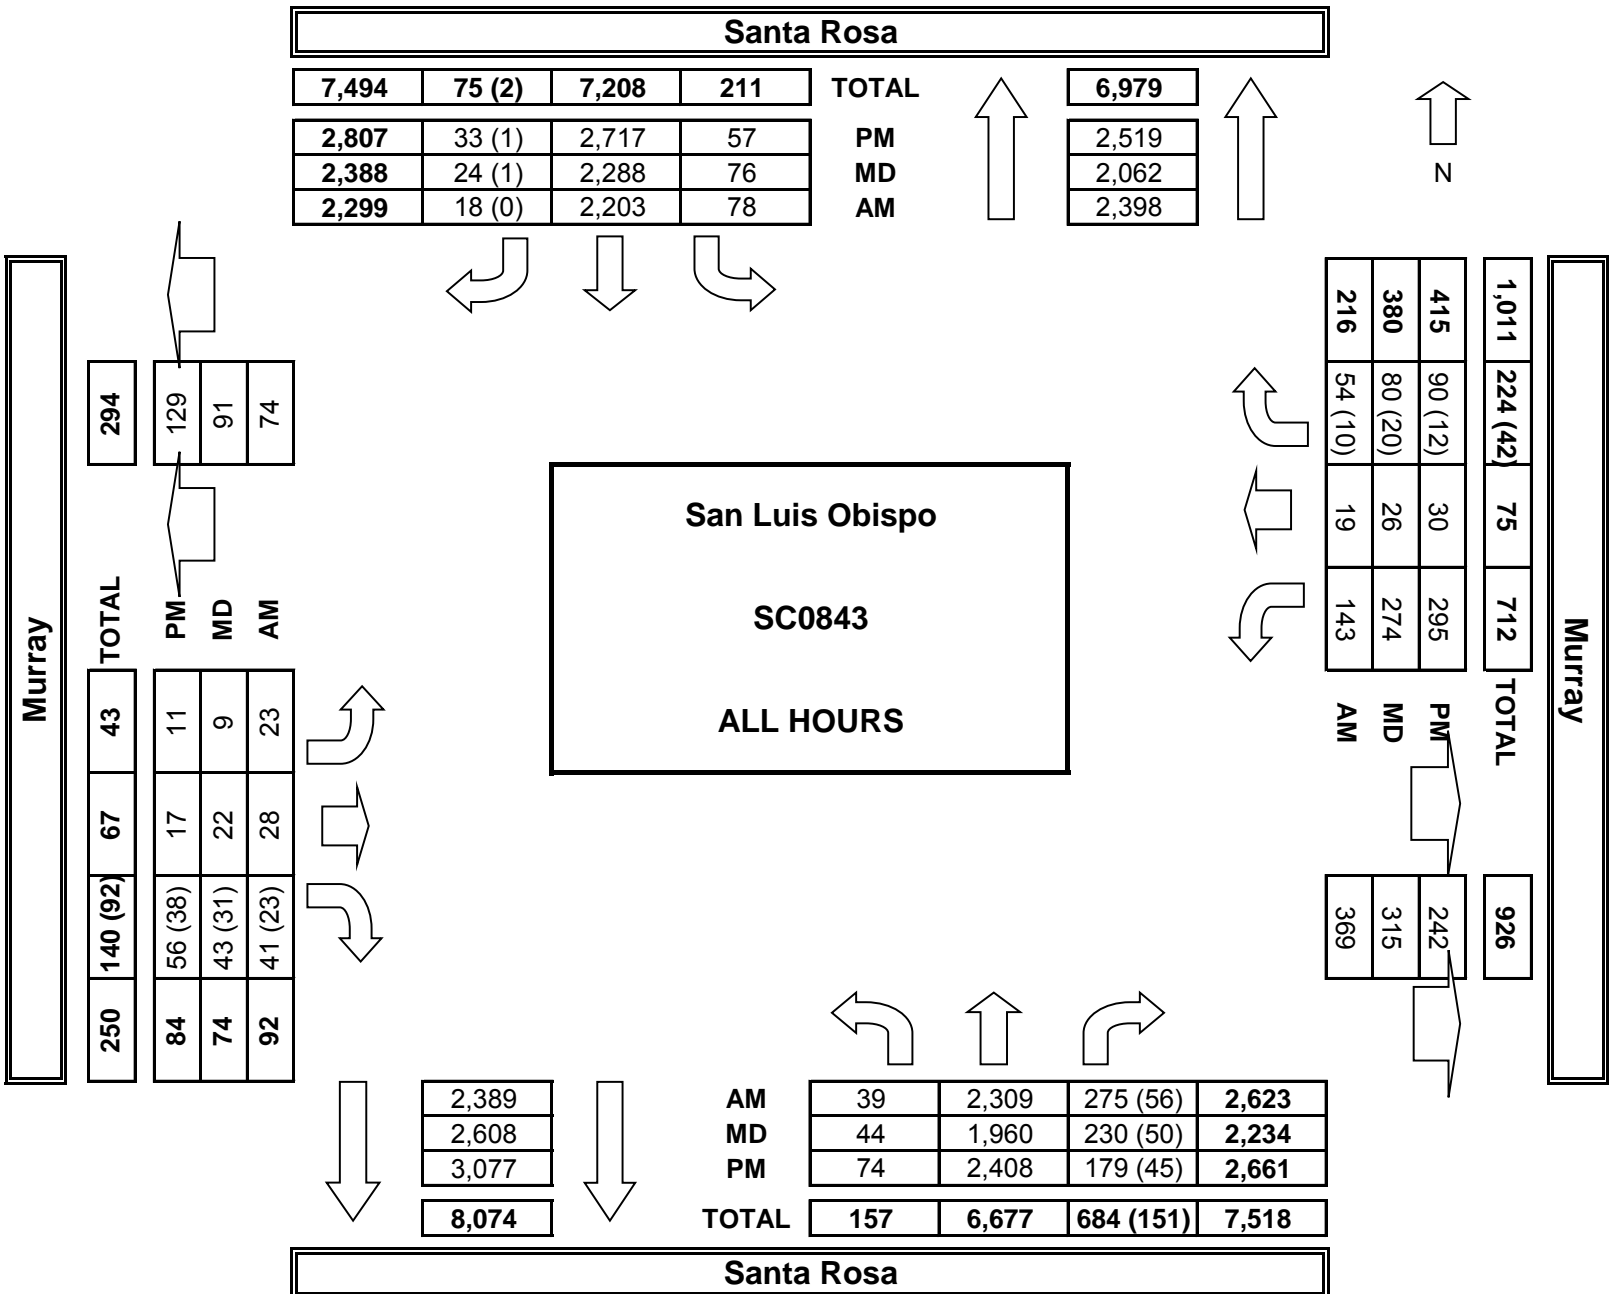 Santa Rosa
7,494 75 (2) 7,208 211 TOTAL 6,979
2,807 33 (1) 2,717 57 PM 2,519
2,388 24 (1) 2,288 76 MD 2,062
2,299 18 (0) 2,203 78 AM 2,398
N
Murray
294
129
91
74
TOTAL
PM
MD
AM
43 67 140 (92) 250
11 17 56 (38) 84
9 22 43 (31) 74
23 28 41 (23) 92
San Luis Obispo
SC0843
ALL HOURS
1,011 224 (42) 75 712 TOTAL
415 90 (12) 30 295 PM
380 80 (20) 26 274 MD
216 54 (10) 19 143 AM
926
242
315
369
Murray
2,389 AM 39 2,309 275 (56) 2,623
2,608 MD 44 1,960 230 (50) 2,234
3,077 PM 74 2,408 179 (45) 2,661
8,074 TOTAL 157 6,677 684 (151) 7,518
Santa Rosa